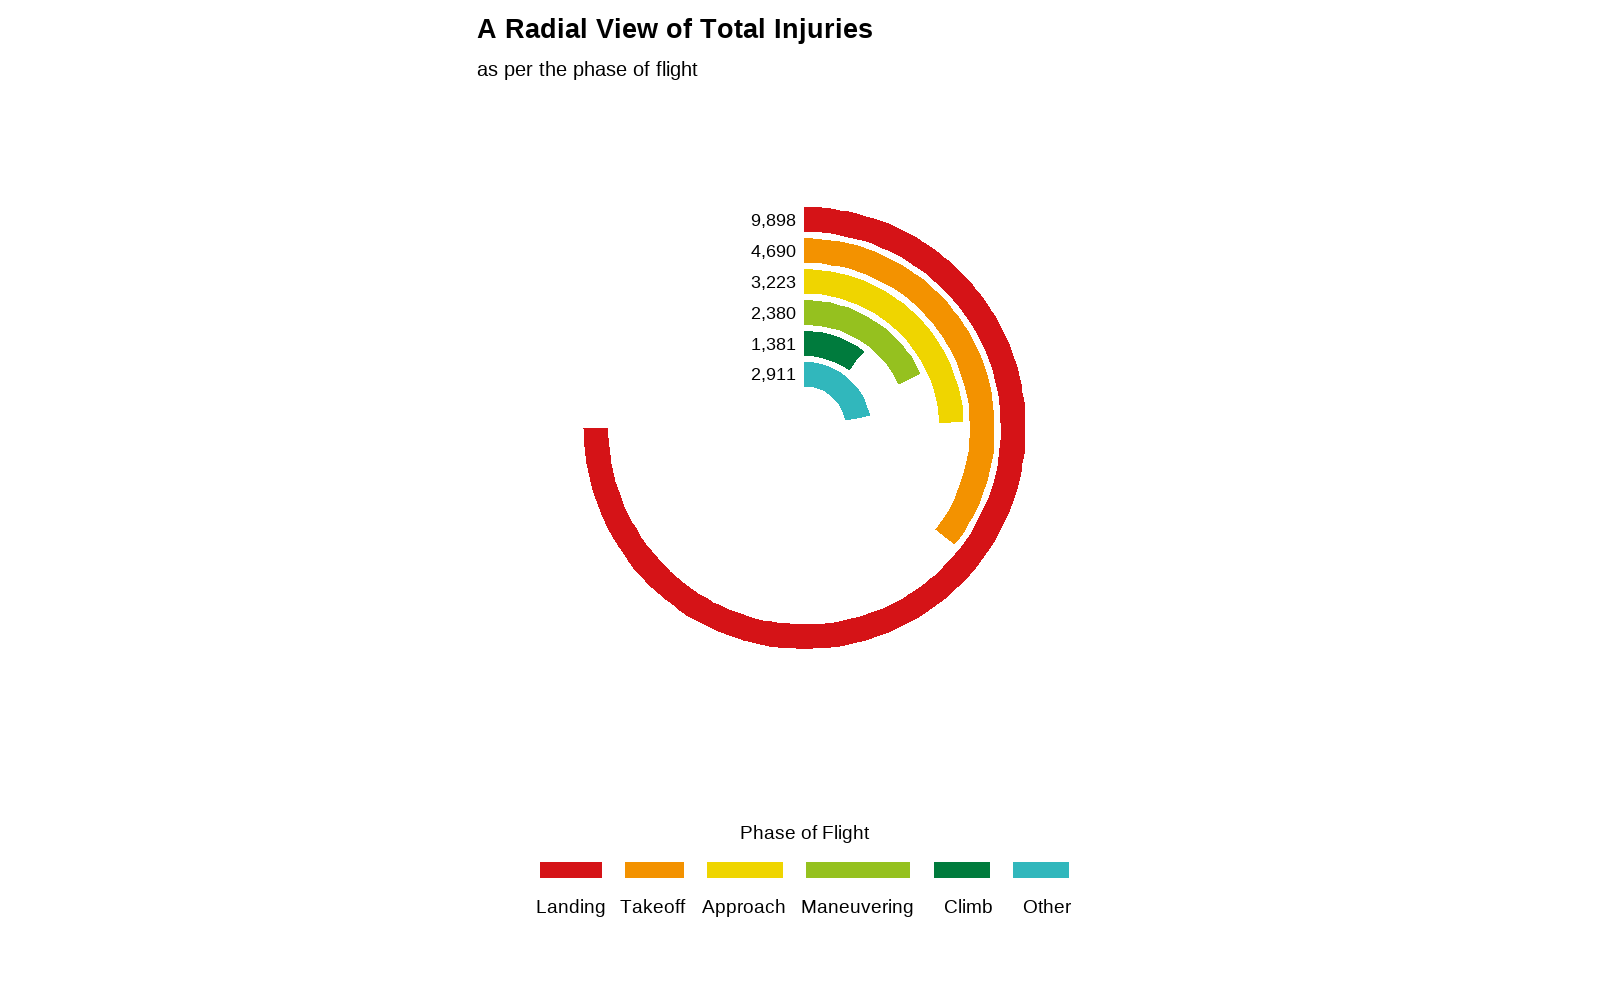 A Radial View of Total Injuries
as per the phase of flight
9,898
4,690
3,223
2,380
1,381
2,911
Phase of Flight
Landing Takeoff Approach Maneuvering Climb Other